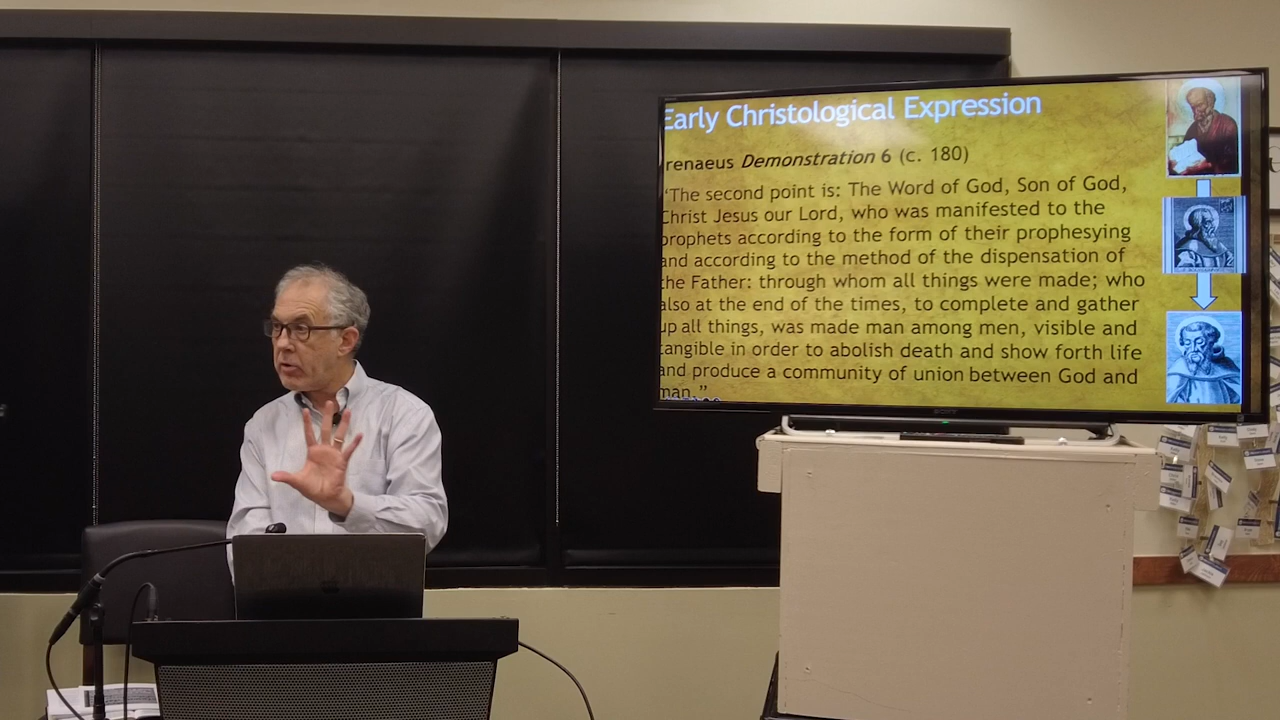 Early Christological Expression
renaeus Demonstration 6 (c. 180)
“The second point is: The Word of God, Son of God,
Christ Jesus our Lord, who was manifested to the
prophets according to the form of their prophesying
and according to the method of the dispensation of
the Father: through whom all things were made; who
also at the end of the times, to complete and gather
up all things, was made man among men, visible and
tangible in order to abolish death and show forth life
and produce a community of union between God and
man.”
SONY